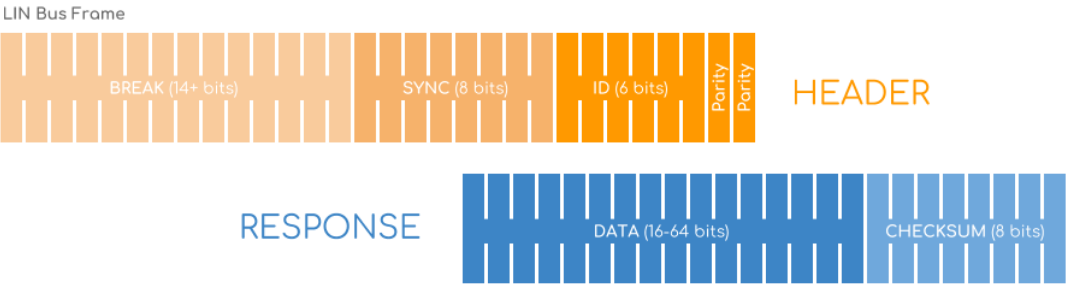 LIN Bus Frame
BREAK (14+ bits)
SYNC (8 bits)
ID (6 bits)
Parity
Parity
HEADER
RESPONSE
DATA (16-64 bits)
CHECKSUM (8 bits)